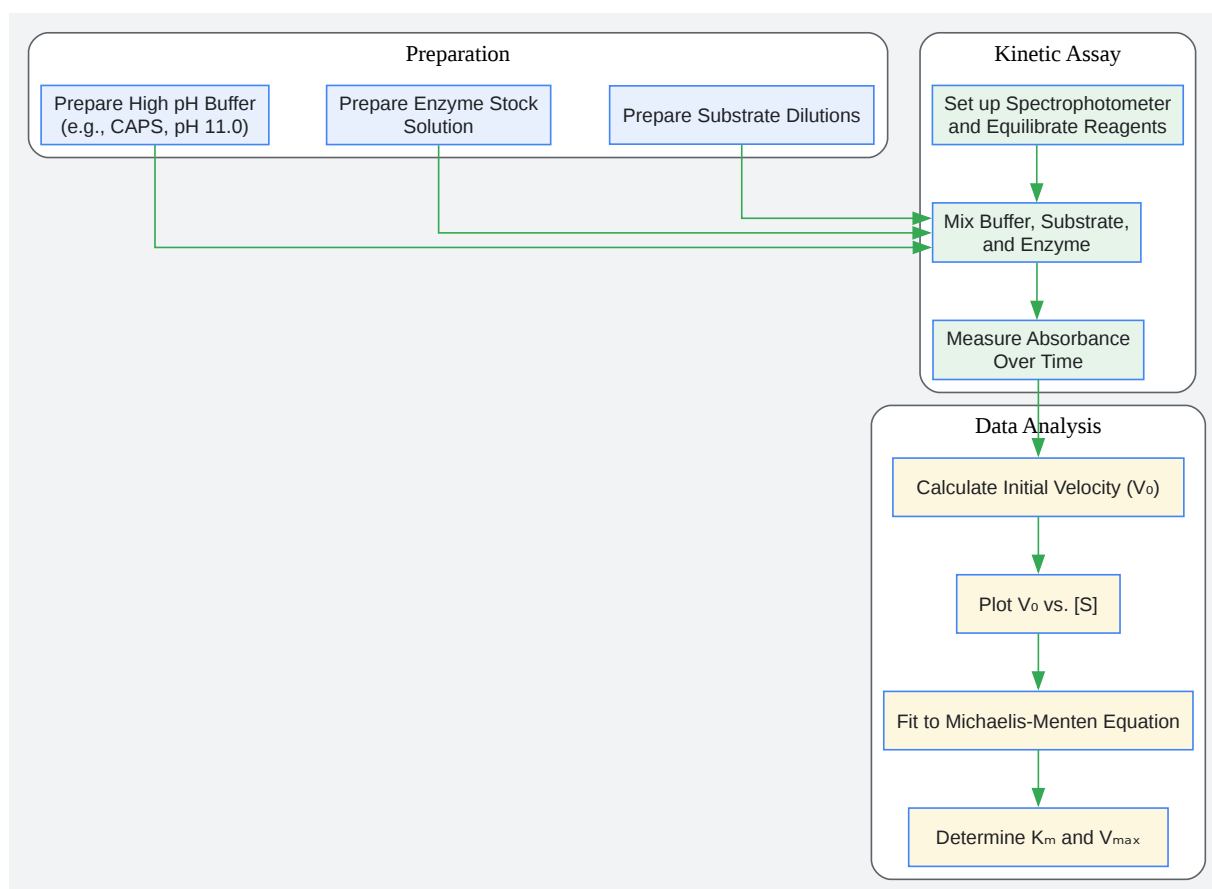 Preparation
Prepare High pH Buffer
(e.g., CAPS, pH 11.0)
Prepare Enzyme Stock
Solution
Prepare Substrate Dilutions
Kinetic Assay
Set up Spectrophotometer
and Equilibrate Reagents
Mix Buffer, Substrate,
and Enzyme
Measure Absorbance
Over Time
Data Analysis
Calculate Initial Velocity (V₀)
Plot V₀ vs. [S]
Fit to Michaelis-Menten Equation
Determine Kₘ and Vₘₐₓ